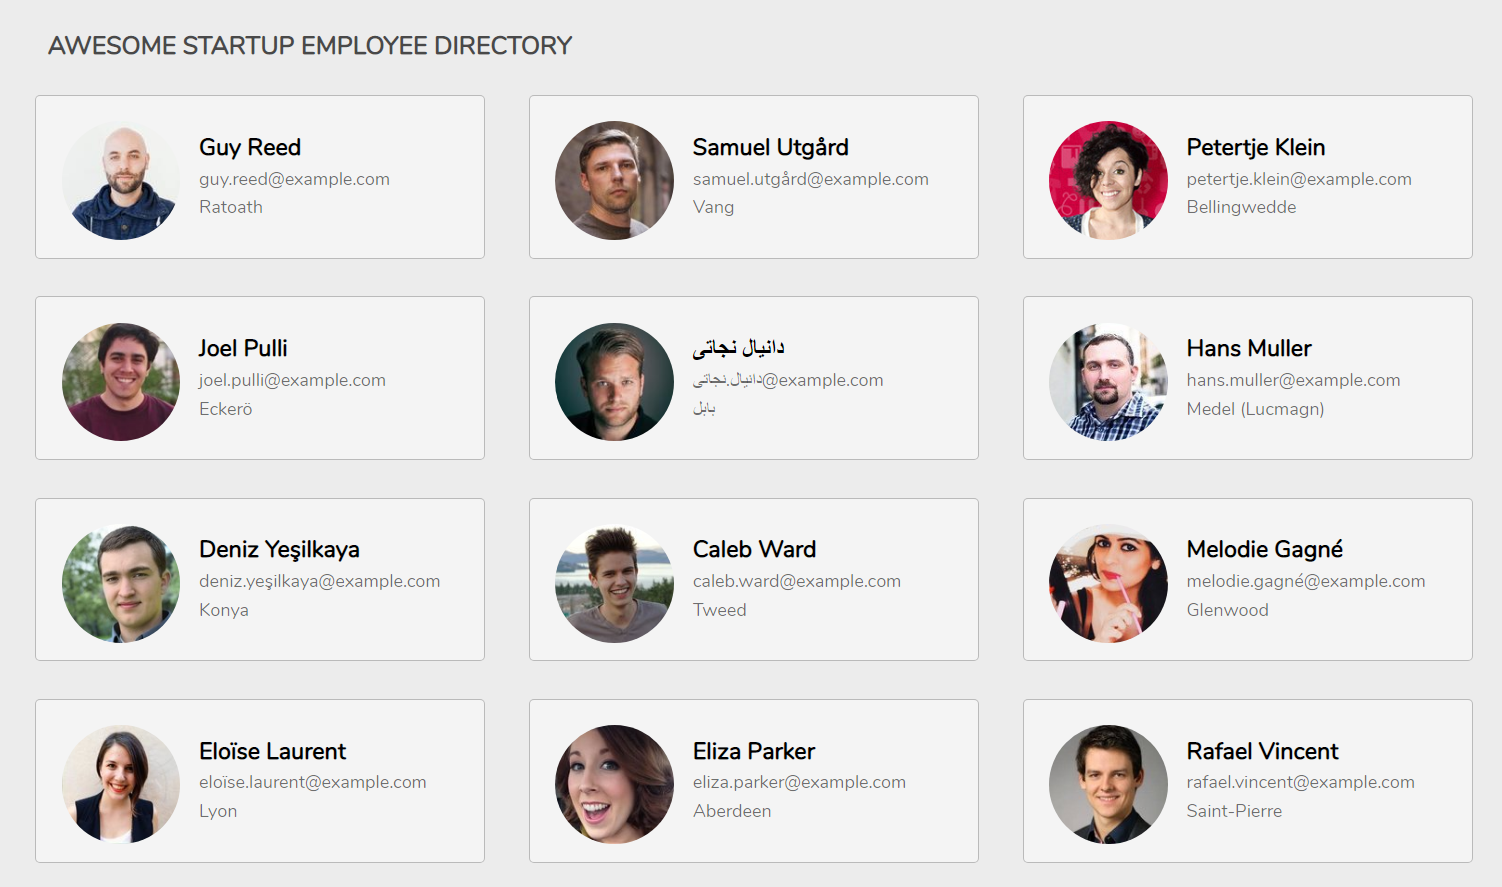 AWESOME STARTUP EMPLOYEE DIRECTORY
Guy Reed
guy.reed@example.com
Ratoath
Samuel Utgård
samuel.utgård@example.com
Vang
Petertje Klein
petertje.klein@example.com
Bellingwedde
Joel Pulli
joel.pulli@example.com
Eckerö
دانیال نجاتی
دانیال.نجاتی@example.com
بابل
Hans Muller
hans.muller@example.com
Medel (Lucmagn)
Deniz Yeşilkaya
deniz.yeşilkaya@example.com
Konya
Caleb Ward
caleb.ward@example.com
Tweed
Melodie Gagné
melodie.gagné@example.com
Glenwood
Eloïse Laurent
eloïse.laurent@example.com
Lyon
Eliza Parker
eliza.parker@example.com
Aberdeen
Rafael Vincent
rafael.vincent@example.com
Saint-Pierre